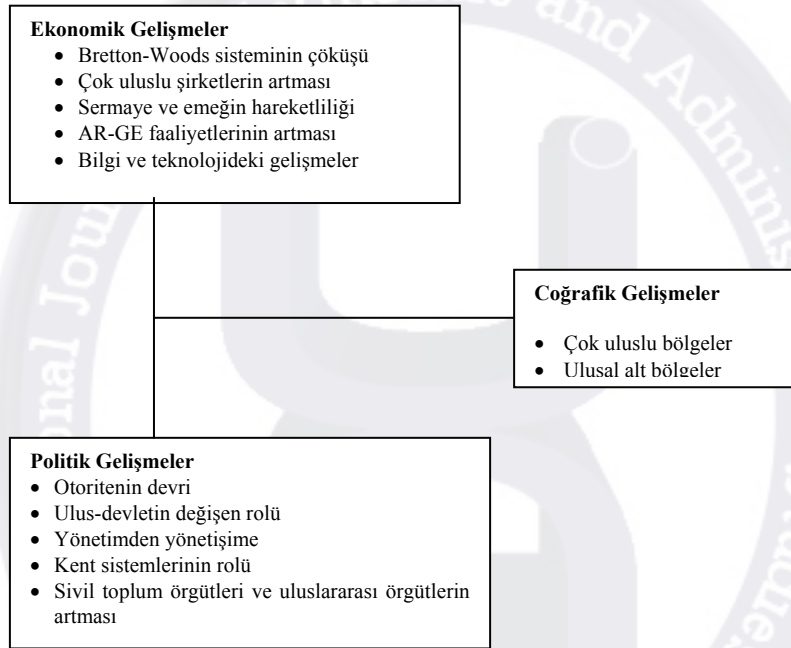 Ekonomik Gelişmeler
• Bretton-Woods sisteminin çöküşü
• Çok uluslu şirketlerin artması
• Sermaye ve emeğin hareketliliği
• AR-GE faaliyetlerinin artması
• Bilgi ve teknolojideki gelişmeler
Coğrafik Gelişmeler
• Çok uluslu bölgeler
• Ulusal alt bölgeler
Politik Gelişmeler
• Otoritenin devri
• Ulus-devletin değişen rolü
• Yönetimden yönetişime
• Kent sistemlerinin rolü
• Sivil toplum örgütleri ve uluslararası örgütlerin
artması
and